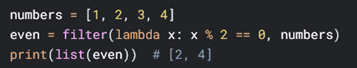 numbers = [1, 2, 3, 4]
even = filter(lambda x: x % 2 == 0, numbers)
print(list(even))  # [2, 4]